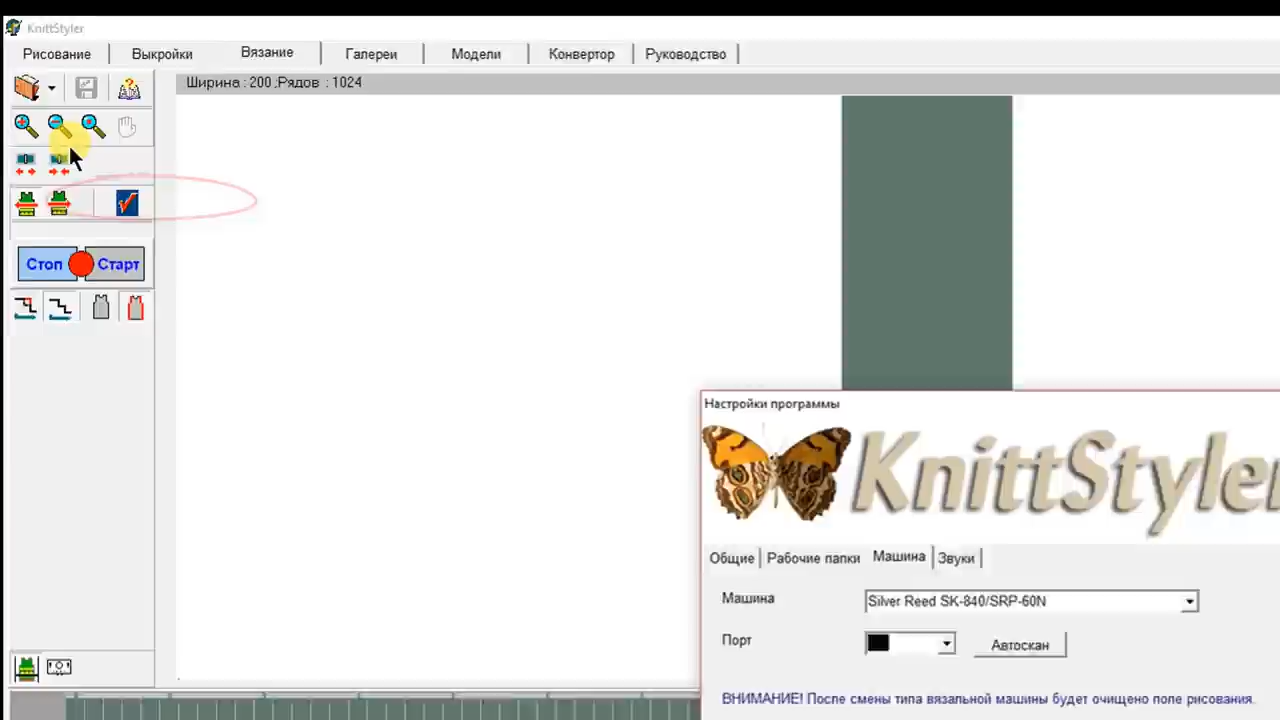 KnittStyler
Рисование Выкройки Вязание Галереи Модели Конвертор Руководство
Ширина : 200 ,Рядов : 1024
Стоп Старт
Настройки программы
KnittStyler
Общие Рабочие папки Машина Звуки
Машина Silver Reed SK-840/SRP-60N
Порт Автоскан
ВНИМАНИЕ! После смены типа вязальной машины будет очищено поле рисования.